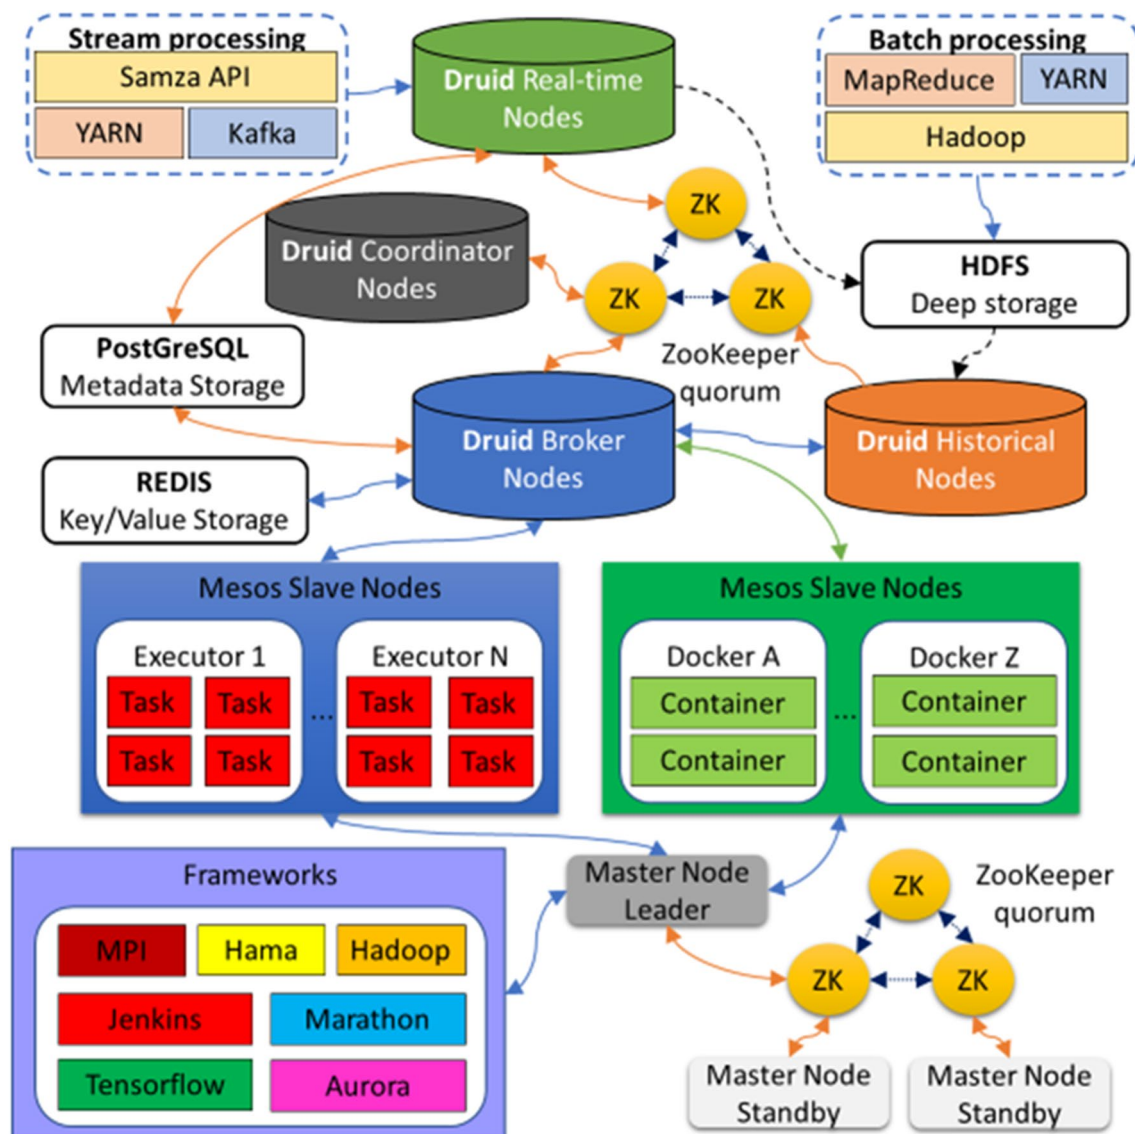 Stream processing
Samza API
YARN
Kafka
Druid Real-time
Nodes
Batch processing
MapReduce
YARN
Hadoop
ZK
Druid Coordinator
Nodes
ZK
ZK
HDFS
Deep storage
PostGreSQL
Metadata Storage
ZooKeeper
quorum
Druid Broker
Nodes
Druid Historical
Nodes
REDIS
Key/Value Storage
Mesos Slave Nodes
Executor 1
Task
Task
Task
Task
...
Executor N
Task
Task
Task
Task
Mesos Slave Nodes
Docker A
Container
Container
...
Docker Z
Container
Container
Frameworks
MPI
Hama
Hadoop
Jenkins
Marathon
Tensorflow
Aurora
Master Node
Leader
ZK
ZooKeeper
quorum
ZK
ZK
Master Node
Standby
Master Node
Standby